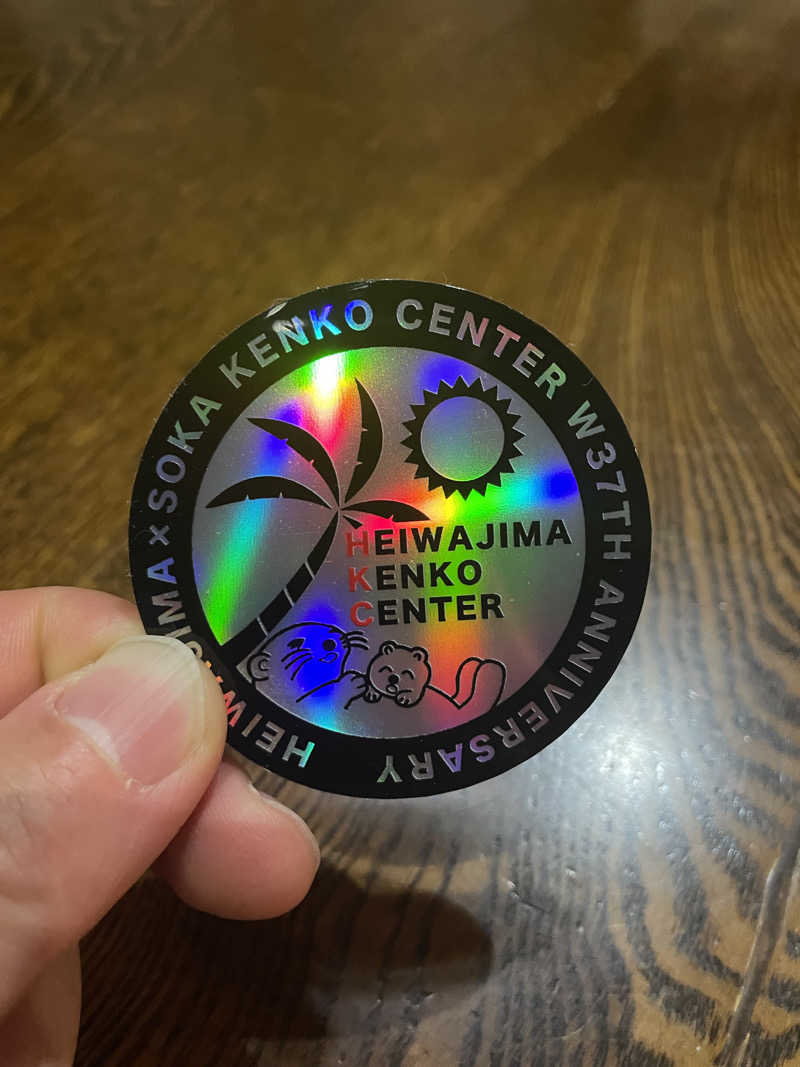 HEIWAJIMA×SOKA KENKO CENTER W37TH ANNIVERSARY
HEIWAJIMA
KENKO
CENTER